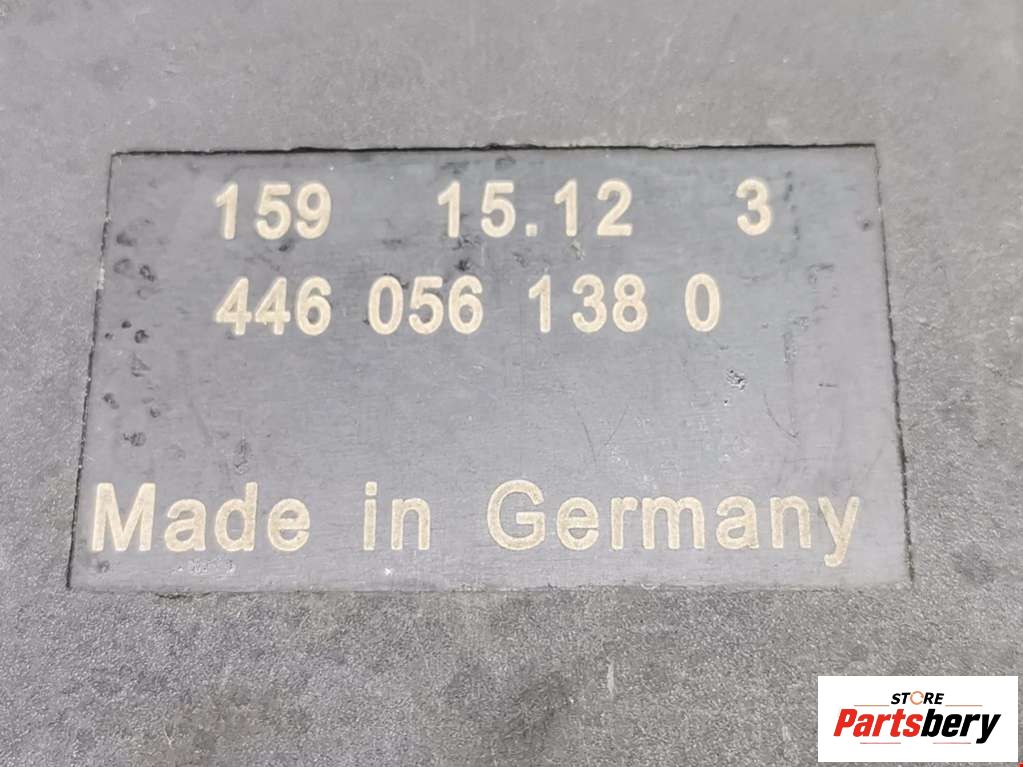 159 15.12 3
446 056 138 0
Made in Germany
STORE
Partsbery